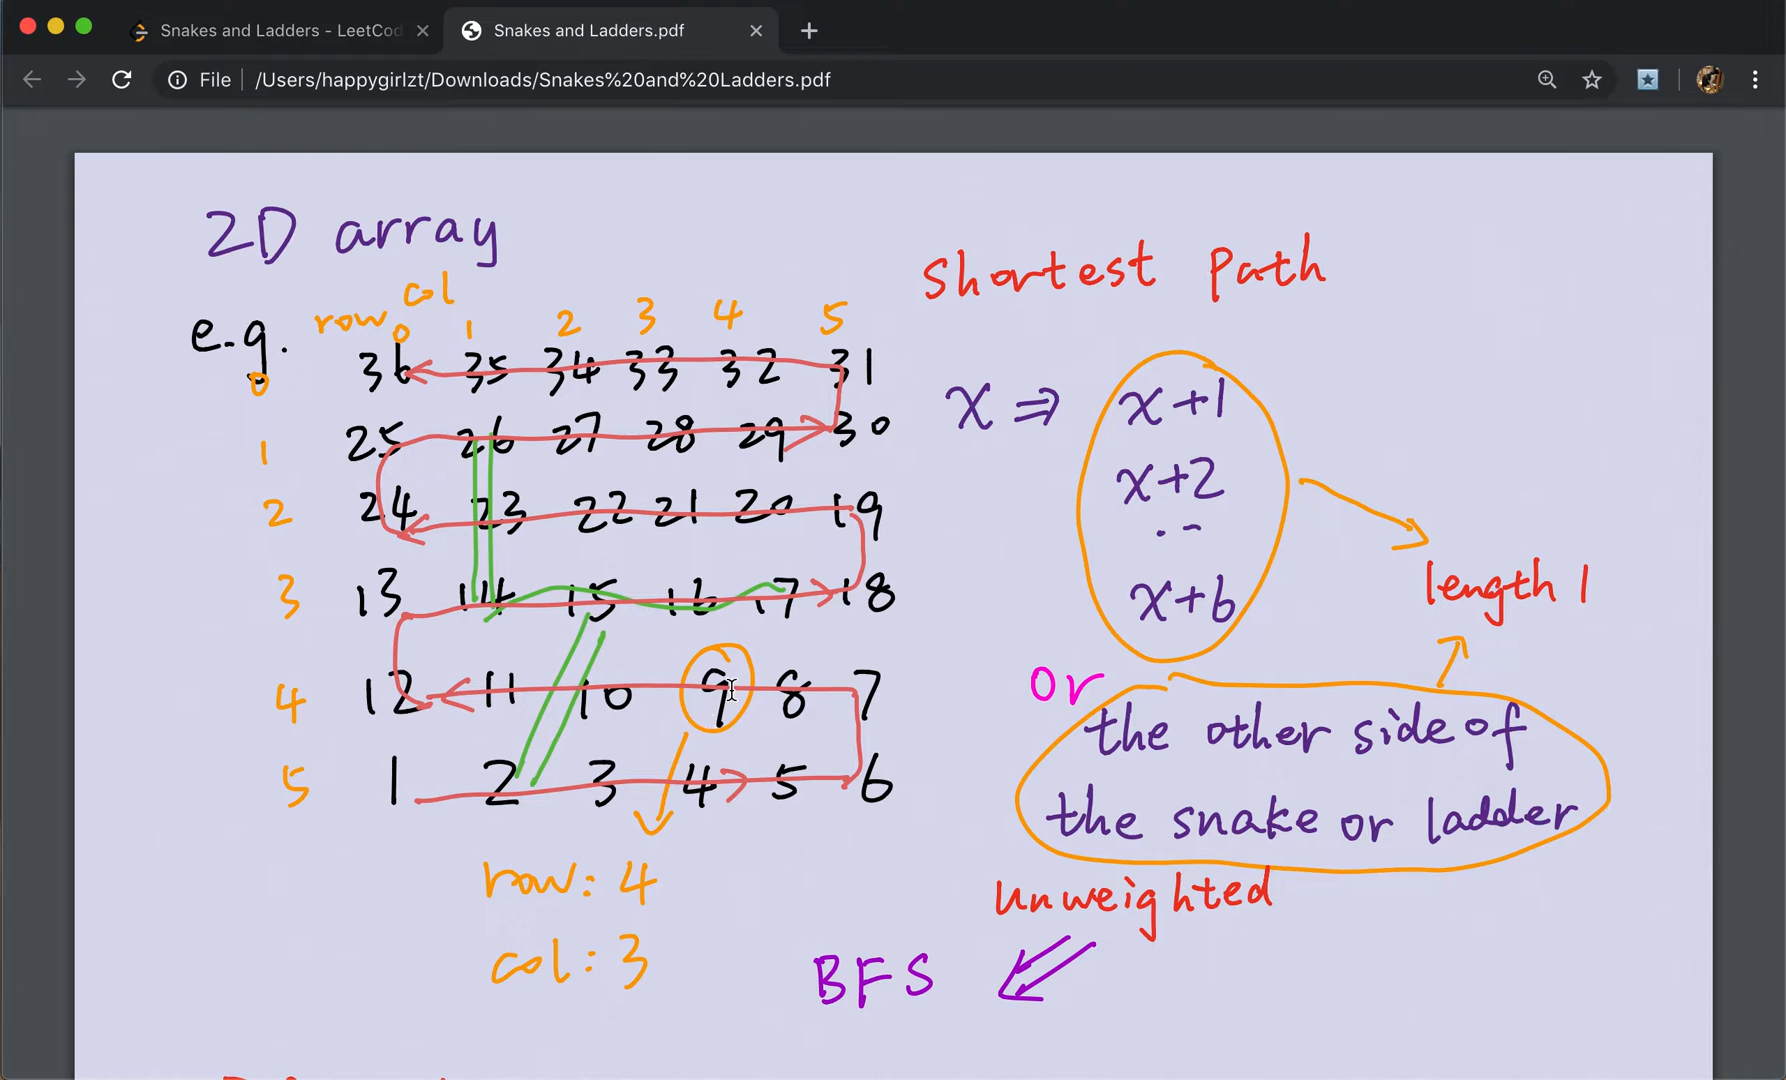 Snakes and Ladders - LeetCod
Snakes and Ladders.pdf
File
/Users/happygirlzt/Downloads/Snakes%20and%20Ladders.pdf
2D array
Shortest Path
col
row 0 1 2 3 4 5
e.g.
0 36 35 34 33 32 31
1 25 26 27 28 29 30
2 24 23 22 21 20 19
3 13 14 15 16 17 18
4 12 11 10 9 8 7
5 1 2 3 4 5 6
row: 4
col: 3
x ⇒ x+1
x+2
..
x+6
length 1
or
the other side of
the snake or ladder
unweighted
BFS